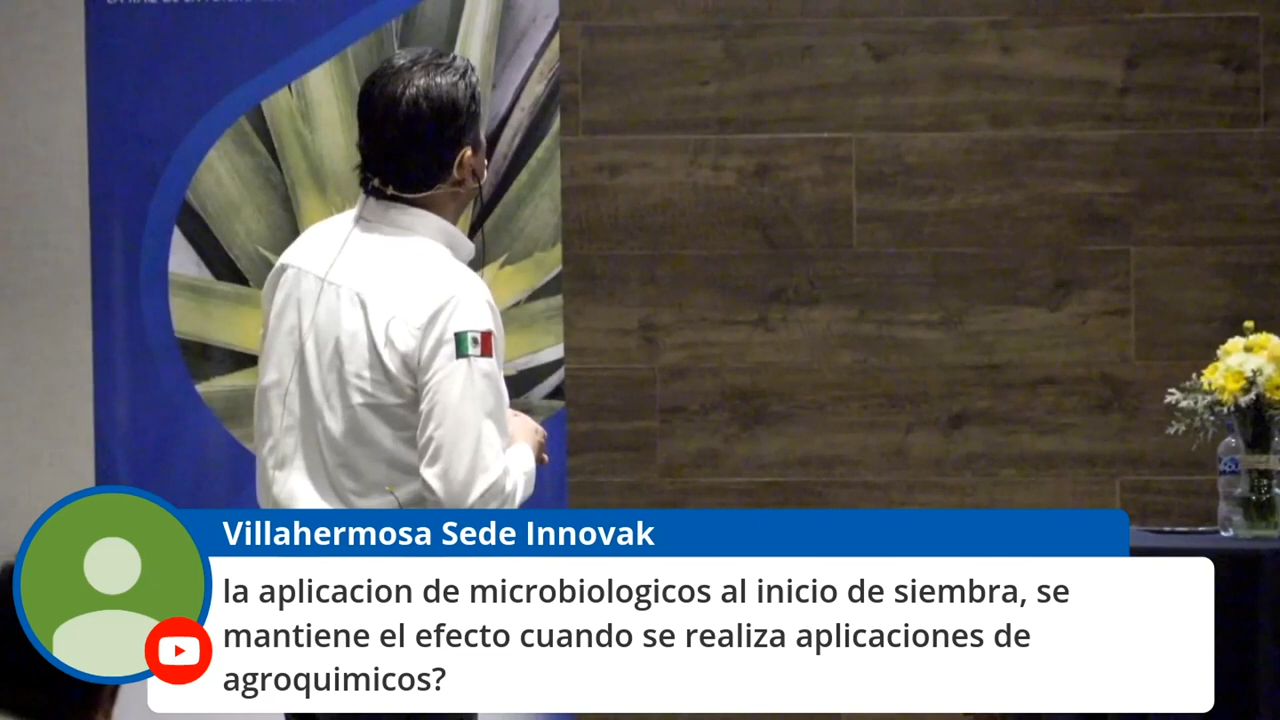 Villahermosa Sede Innovak
la aplicacion de microbiologicos al inicio de siembra, se
mantiene el efecto cuando se realiza aplicaciones de
agroquimicos?